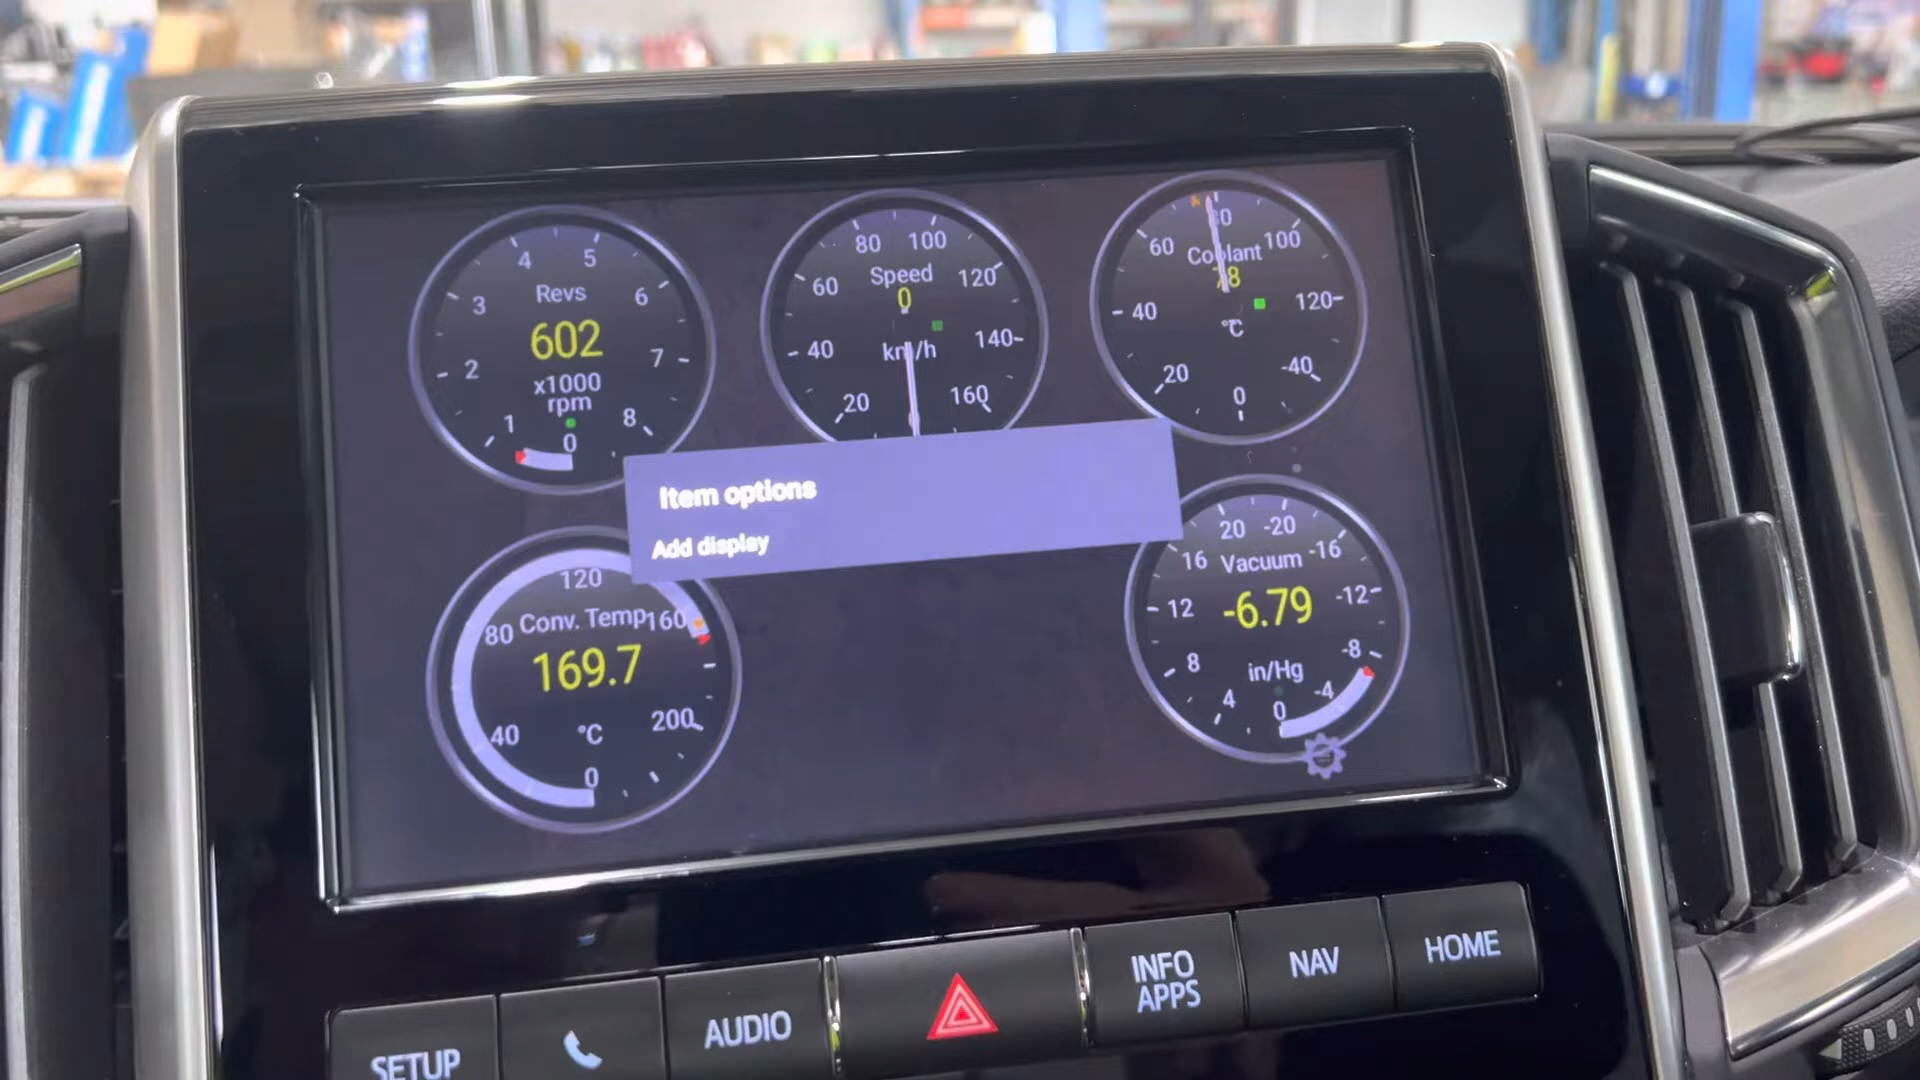 4 5
3 Revs 6
602
2 7
x1000
rpm
1 8
0
80 100
60 Speed 120
0
40 km/h 140
20 160
80
60 Coolant 100
78
40 120
°C
20 -40
0
Item options
Add display
120
80 Conv. Temp 160
169.7
40 °C 200
0
20 -20
16 Vacuum -16
12 -6.79 -12
8 in/Hg -8
4 -4
0
SETUP
AUDIO
INFO
APPS
NAV
HOME